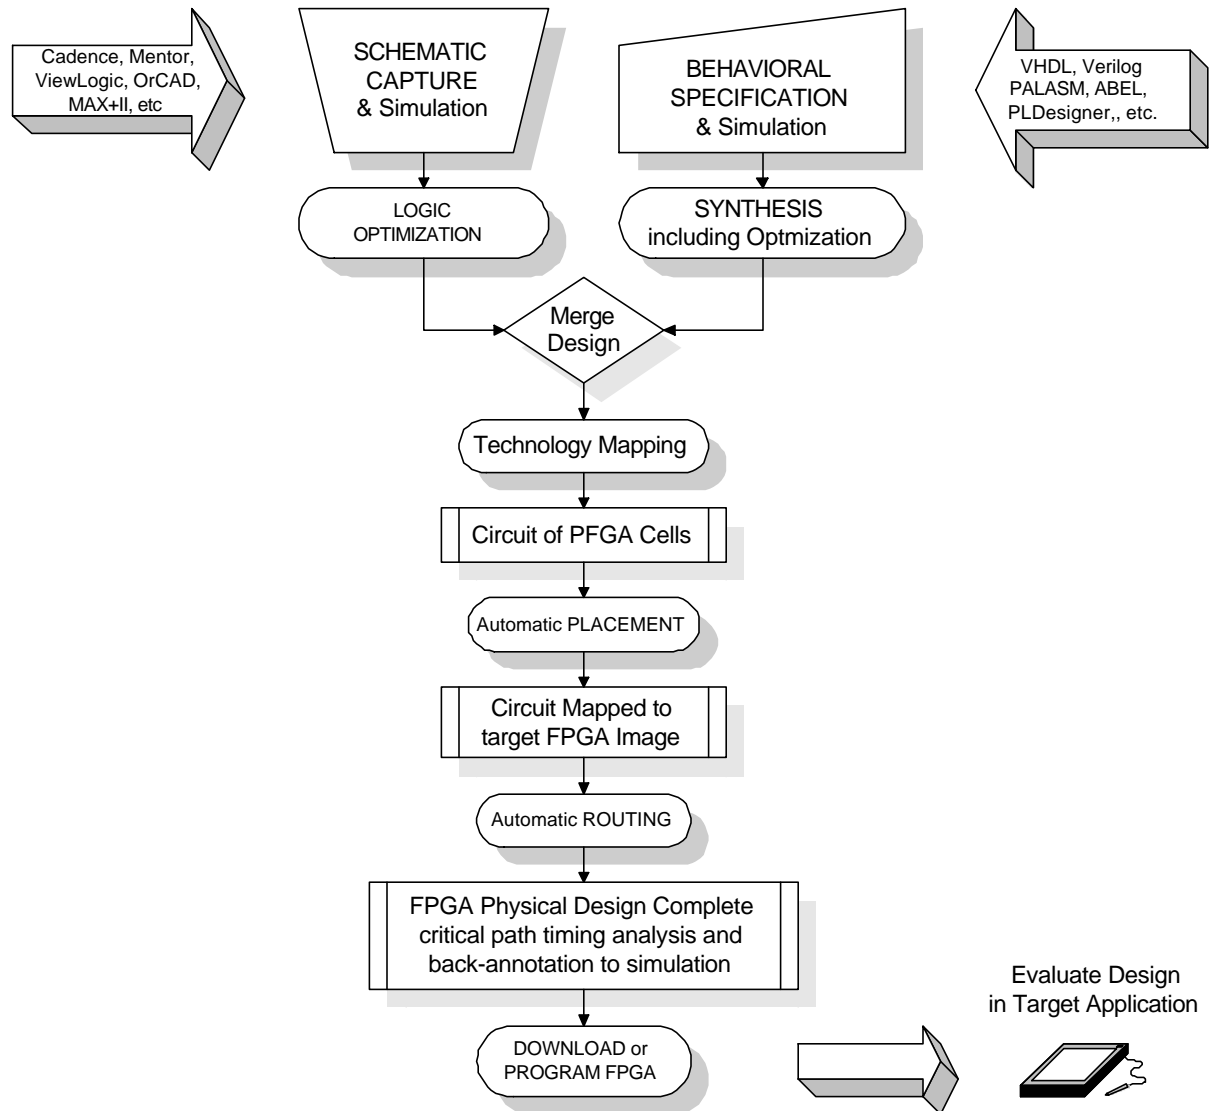 Cadence, Mentor,
ViewLogic, OrCAD,
MAX+II, etc
SCHEMATIC
CAPTURE
& Simulation
BEHAVIORAL
SPECIFICATION
& Simulation
VHDL, Verilog
PALASM, ABEL,
PLDesigner,, etc.
LOGIC
OPTIMIZATION
SYNTHESIS
including Optmization
Merge
Design
Technology Mapping
Circuit of PFGA Cells
Automatic PLACEMENT
Circuit Mapped to
target FPGA Image
Automatic ROUTING
FPGA Physical Design Complete
critical path timing analysis and
back-annotation to simulation
Evaluate Design
in Target Application
DOWNLOAD or
PROGRAM FPGA